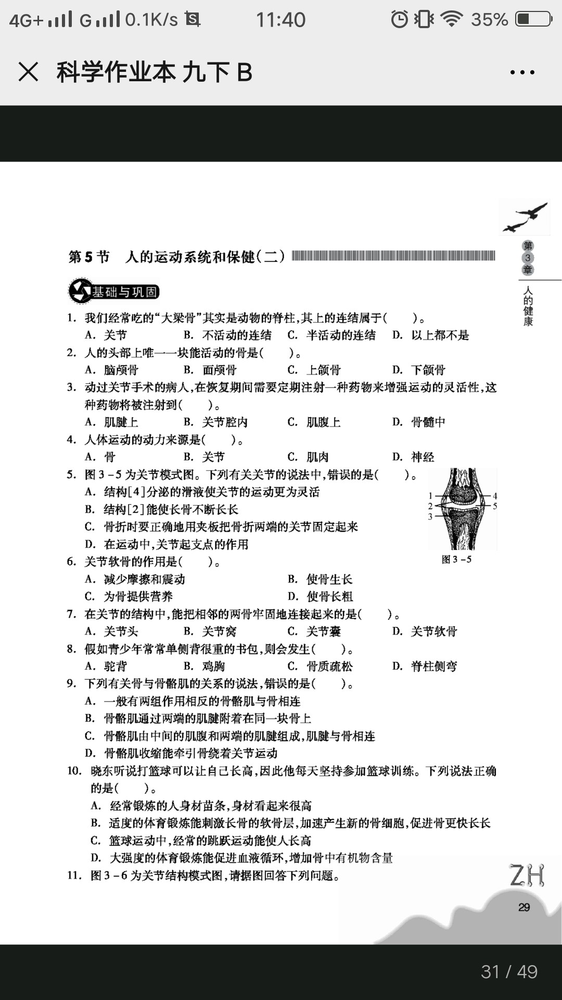 4G+ G 0.1K/s 11:40 35%
科学作业本 九下 B
第3章
人的健康
第5节 人的运动系统和保健(二)
基础与巩固
1. 我们经常吃的“大梁骨”其实是动物的脊柱,其上的连结属于( )。
A. 关节 B. 不活动的连结 C. 半活动的连结 D. 以上都不是
2. 人的头部上唯一一块能活动的骨是( )。
A. 脑颅骨 B. 面颅骨 C. 上颌骨 D. 下颌骨
3. 动过关节手术的病人,在恢复期间需要定期注射一种药物来增强运动的灵活性,这
种药物将被注射到( )。
A. 肌腱上 B. 关节腔内 C. 肌腹上 D. 骨髓中
4. 人体运动的动力来源是( )。
A. 骨 B. 关节 C. 肌肉 D. 神经
5. 图3-5为关节模式图。下列有关关节的说法中,错误的是( )。
A. 结构[4]分泌的滑液使关节的运动更为灵活
B. 结构[2]能使长骨不断长长
C. 骨折时要正确地用夹板把骨折两端的关节固定起来
D. 在运动中,关节起支点的作用
1
2
3
4
5
图3-5
6. 关节软骨的作用是( )。
A. 减少摩擦和震动 B. 使骨生长
C. 为骨提供营养 D. 使骨长粗
7. 在关节的结构中,能把相邻的两骨牢固地连接起来的是( )。
A. 关节头 B. 关节窝 C. 关节囊 D. 关节软骨
8. 假如青少年常常单侧背很重的书包,则会发生( )。
A. 驼背 B. 鸡胸 C. 骨质疏松 D. 脊柱侧弯
9. 下列有关骨与骨骼肌的关系的说法,错误的是( )。
A. 一般有两组作用相反的骨骼肌与骨相连
B. 骨骼肌通过两端的肌腱附着在同一块骨上
C. 骨骼肌由中间的肌腹和两端的肌腱组成,肌腱与骨相连
D. 骨骼肌收缩能牵引骨绕着关节运动
10. 晓东听说打篮球可以让自己长高,因此他每天坚持参加篮球训练。下列说法正确
的是( )。
A. 经常锻炼的人身材苗条,身材看起来很高
B. 适度的体育锻炼能刺激长骨的软骨层,加速产生新的骨细胞,促进骨更快长长
C. 篮球运动中,经常的跳跃运动能使人长高
D. 大强度的体育锻炼能促进血液循环,增加骨中有机物含量
11. 图3-6为关节结构模式图,请据图回答下列问题。
ZH
29
31 / 49